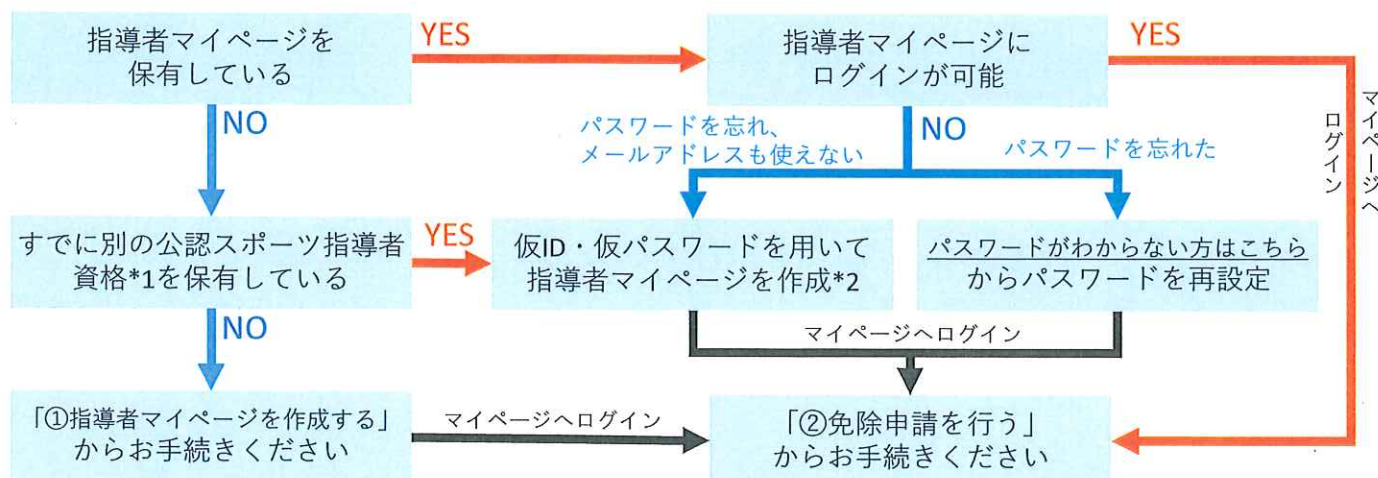 指導者マイページを
保有している
YES
指導者マイページに
ログインが可能
YES
マイページへ
ログイン
NO
パスワードを忘れ、
メールアドレスも使えない
NO
パスワードを忘れた
すでに別の公認スポーツ指導者
資格*1を保有している
YES
仮ID・仮パスワードを用いて
指導者マイページを作成*2
パスワードがわからない方はこちら
からパスワードを再設定
NO
マイページへログイン
「①指導者マイページを作成する」
からお手続きください
マイページへログイン
「②免除申請を行う」
からお手続きください